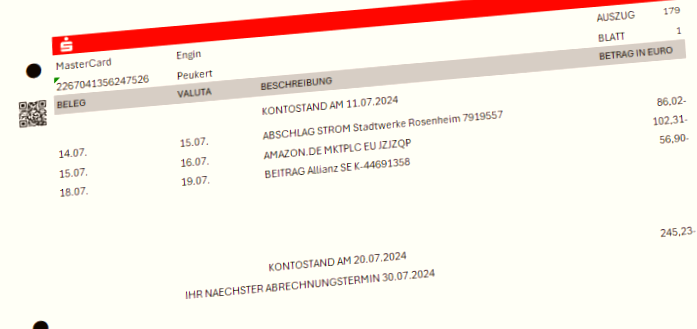 AUSZUG 179
MasterCard Engin BLATT 1
2267041356247526 Peukert
BELEG VALUTA BESCHREIBUNG BETRAG IN EURO
KONTOSTAND AM 11.07.2024
14.07. 15.07. ABSCHLAG STROM Stadtwerke Rosenheim 7919557 86,02-
15.07. 16.07. AMAZON.DE MKTPLC EU JZJZQP 102,31-
18.07. 19.07. BEITRAG Allianz SE K-44691358 56,90-
KONTOSTAND AM 20.07.2024 245,23-
IHR NAECHSTER ABRECHNUNGSTERMIN 30.07.2024